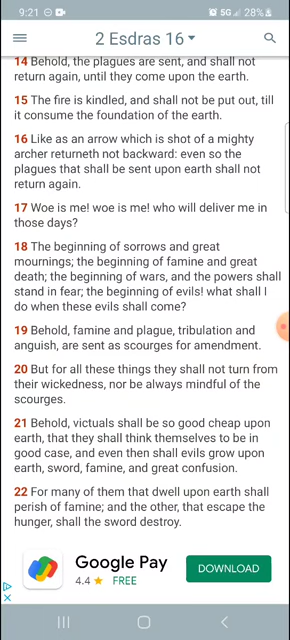 9:21
5G 28%
2 Esdras 16
14 Behold, the plagues are sent, and shall not
return again, until they come upon the earth.
15 The fire is kindled, and shall not be put out, till
it consume the foundation of the earth.
16 Like as an arrow which is shot of a mighty
archer returneth not backward: even so the
plagues that shall be sent upon earth shall not
return again.
17 Woe is me! woe is me! who will deliver me in
those days?
18 The beginning of sorrows and great
mournings; the beginning of famine and great
death; the beginning of wars, and the powers shall
stand in fear; the beginning of evils! what shall I
do when these evils shall come?
19 Behold, famine and plague, tribulation and
anguish, are sent as scourges for amendment.
20 But for all these things they shall not turn from
their wickedness, nor be always mindful of the
scourges.
21 Behold, victuals shall be so good cheap upon
earth, that they shall think themselves to be in
good case, and even then shall evils grow upon
earth, sword, famine, and great confusion.
22 For many of them that dwell upon earth shall
perish of famine; and the other, that escape the
hunger, shall the sword destroy.
Google Pay
4.4 ★ FREE
DOWNLOAD